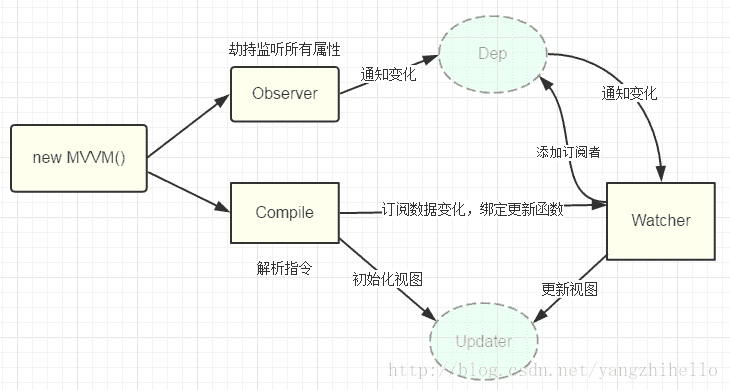 劫持监听所有属性
Observer
通知变化
Dep
通知变化
new MVVM()
添加订阅者
Compile
订阅数据变化，绑定更新函数
Watcher
解析指令
初始化视图
更新视图
Updater
http://blog.csdn.net/yangzhihello